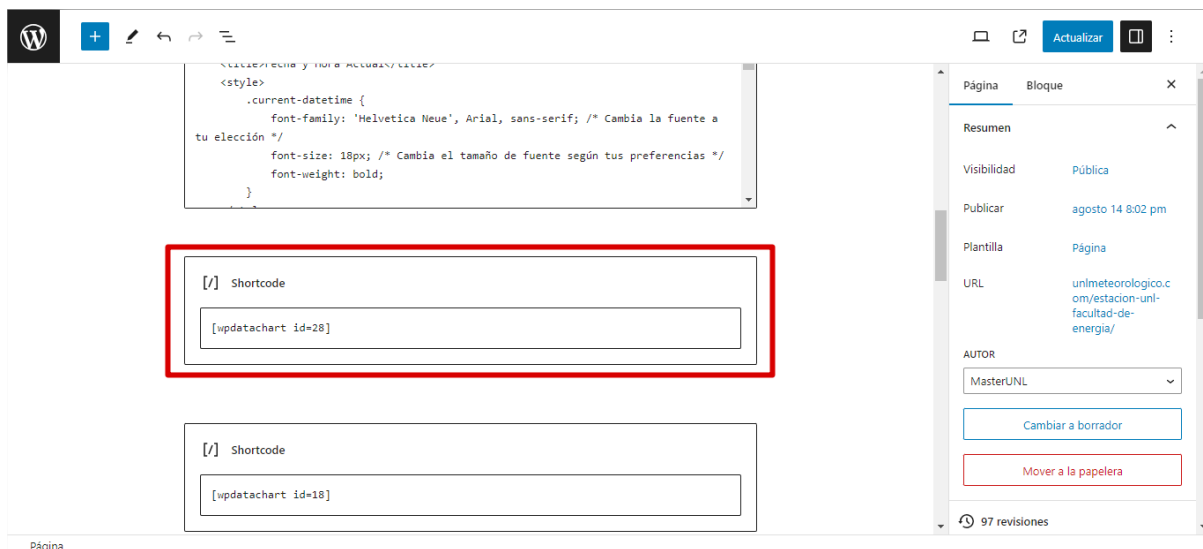 Actualizar
<title>Fecha y Hora Actual</title>
<style>
.current-datetime {
font-family: 'Helvetica Neue', Arial, sans-serif; /* Cambia la fuente a
tu elección */
font-size: 18px; /* Cambia el tamaño de fuente según tus preferencias */
font-weight: bold;
}
[/] Shortcode
[wpdatachart id=28]
[/] Shortcode
[wpdatachart id=18]
Página
Página Bloque
Resumen
Visibilidad Pública
Publicar agosto 14 8:02 pm
Plantilla Página
URL unlmeteorologico.c
om/estacion-unl-
facultad-de-
energia/
AUTOR
MasterUNL
Cambiar a borrador
Mover a la papelera
97 revisiones